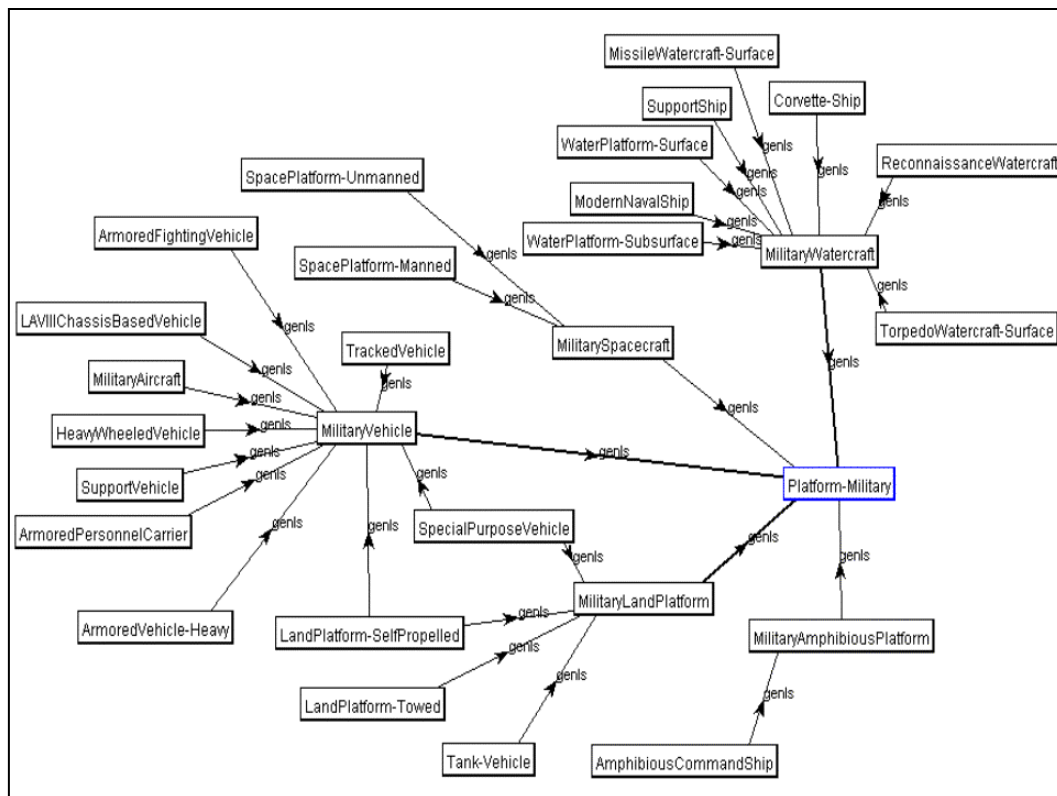 MissileWatercraft-Surface
SupportShip
Corvette-Ship
WaterPlatform-Surface
genls
ReconnaissanceWatercraft
SpacePlatform-Unmanned
genls
genls
genls
genls
ModernNavalShip
genls
genls
ArmoredFightingVehicle
WaterPlatform-Subsurface
genls
MilitaryWatercraft
genls
SpacePlatform-Manned
genls
genls
LAVIIIChassisBasedVehicle
genls
TorpedoWatercraft-Surface
TrackedVehicle
MilitarySpacecraft
genls
genls
genls
MilitaryAircraft
genls
genls
HeavyWheeledVehicle
genls
MilitaryVehicle
genls
genls
SupportVehicle
genls
genls
Platform-Military
ArmoredPersonnelCarrier
genls
SpecialPurposeVehicle
genls
genls
genls
genls
MilitaryLandPlatform
ArmoredVehicle-Heavy
LandPlatform-SelfPropelled
genls
MilitaryAmphibiousPlatform
genls
LandPlatform-Towed
genls
genls
Tank-Vehicle
AmphibiousCommandShip